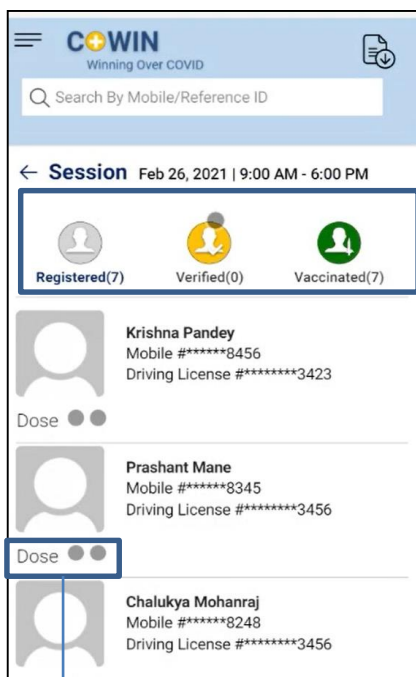 COWIN
Winning Over COVID
Search By Mobile/Reference ID
← Session Feb 26, 2021 | 9:00 AM - 6:00 PM
Registered(7) Verified(0) Vaccinated(7)
Krishna Pandey
Mobile #******8456
Driving License #********3423
Dose
Prashant Mane
Mobile #******8345
Driving License #********3456
Dose
Chalukya Mohanraj
Mobile #******8248
Driving License #********3456